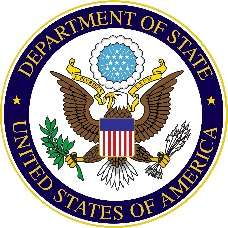 DEPARTMENT OF STATE
UNITED STATES OF AMERICA